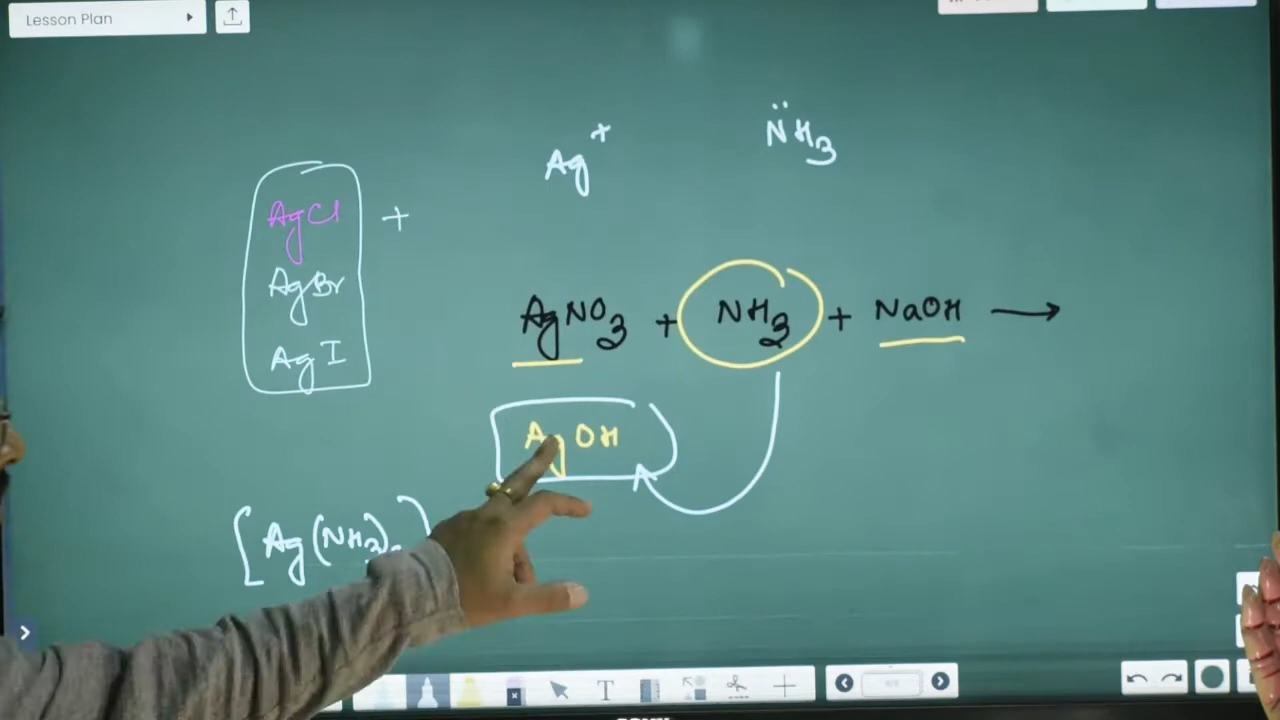 Lesson Plan
Ag⁺ N̈H₃
AgCl +
AgBr
AgI
AgNO₃ + NH₃ + NaOH →
AgOH
[Ag(NH₃)
T